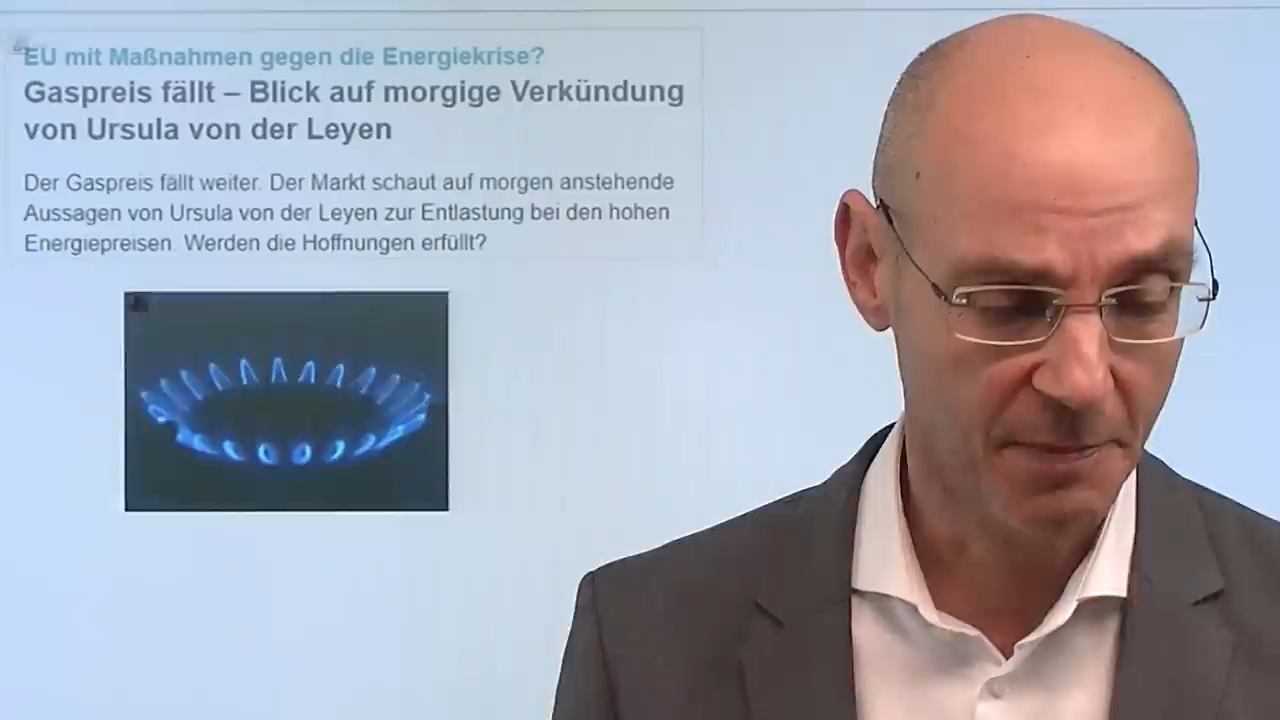 EU mit Maßnahmen gegen die Energiekrise?
Gaspreis fällt – Blick auf morgige Verkündung
von Ursula von der Leyen
Der Gaspreis fällt weiter. Der Markt schaut auf morgen anstehende
Aussagen von Ursula von der Leyen zur Entlastung bei den hohen
Energiepreisen. Werden die Hoffnungen erfüllt?